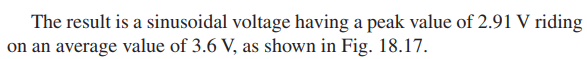 The result is a sinusoidal voltage having a peak value of 2.91 V riding
on an average value of 3.6 V, as shown in Fig. 18.17.